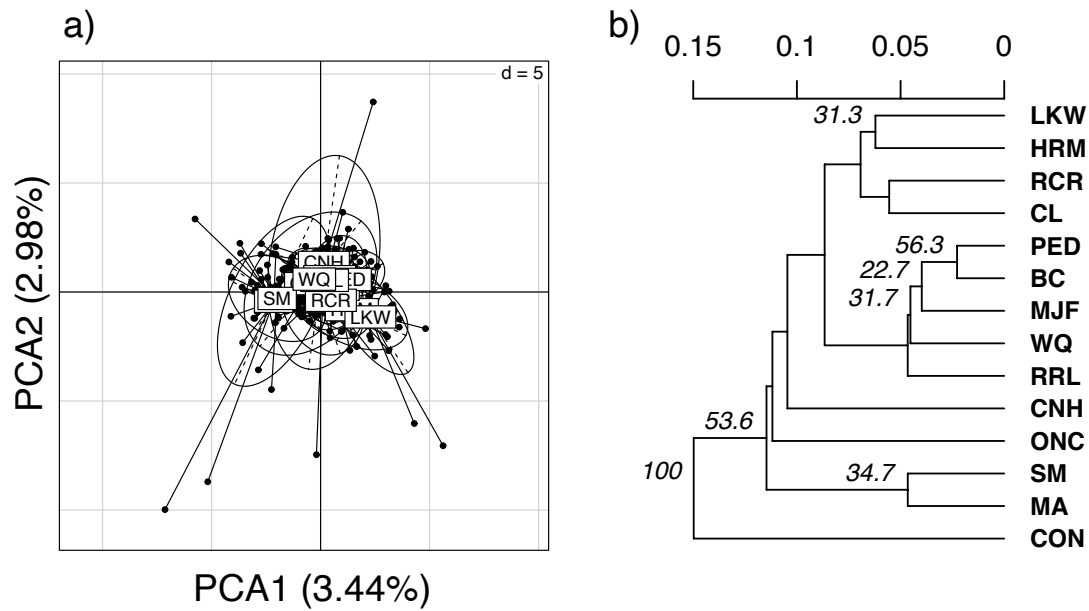 a)
d = 5
CNH
WQ
ED
SM
RCR
LKW
PCA2 (2.98%)
PCA1 (3.44%)
b)
0.15 0.1 0.05 0
31.3
LKW
HRM
RCR
CL
56.3
PED
22.7
BC
31.7
MJF
WQ
RRL
CNH
53.6
ONC
100
34.7
SM
MA
CON